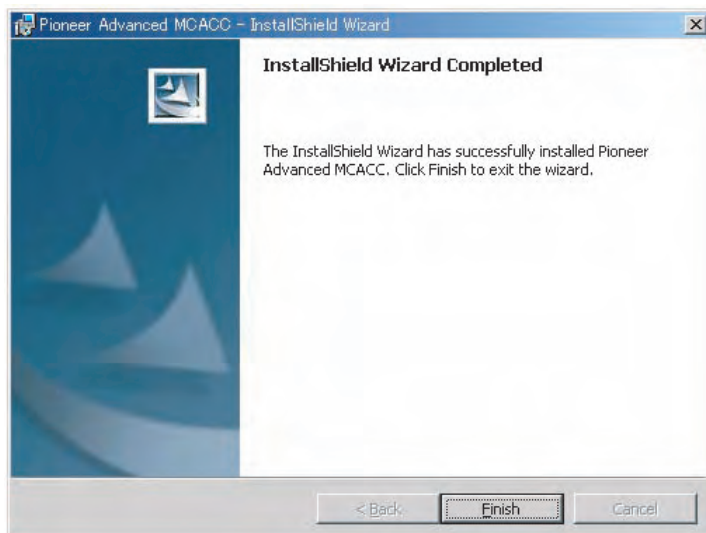 Pioneer Advanced MCACC - InstallShield Wizard
InstallShield Wizard Completed
The InstallShield Wizard has successfully installed Pioneer
Advanced MCACC. Click Finish to exit the wizard.
< Back
Finish
Cancel